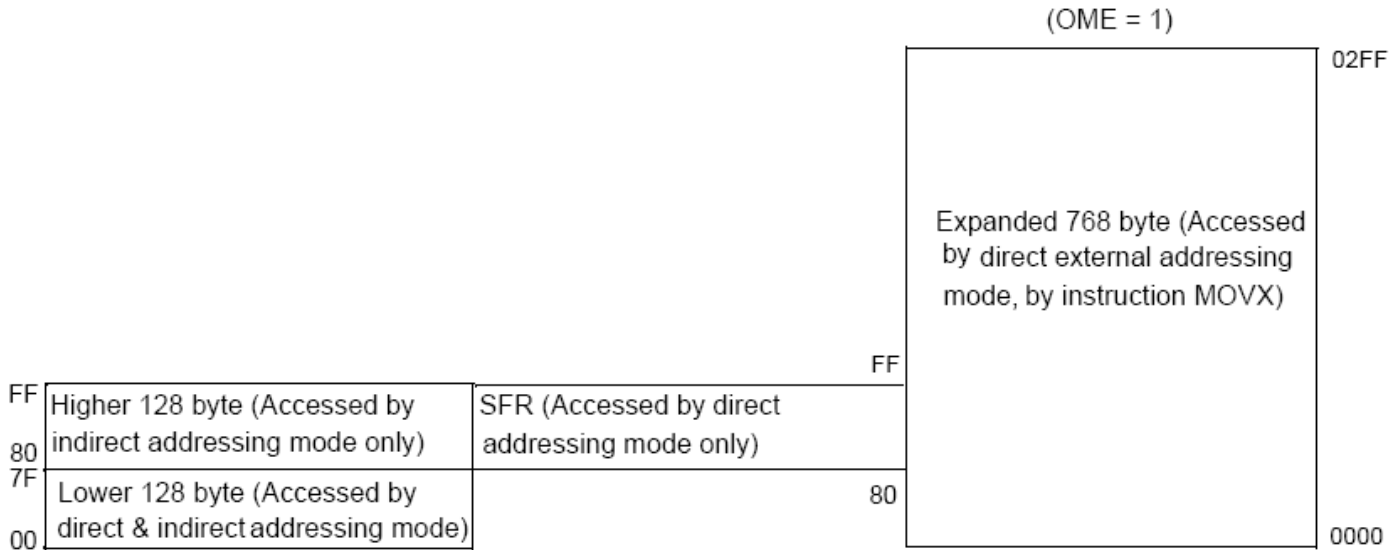 (OME = 1)
02FF
Expanded 768 byte (Accessed
by direct external addressing
mode, by instruction MOVX)
FF
FF
Higher 128 byte (Accessed by
indirect addressing mode only)
80
SFR (Accessed by direct
addressing mode only)
7F
Lower 128 byte (Accessed by
direct & indirect addressing mode)
00
80
0000